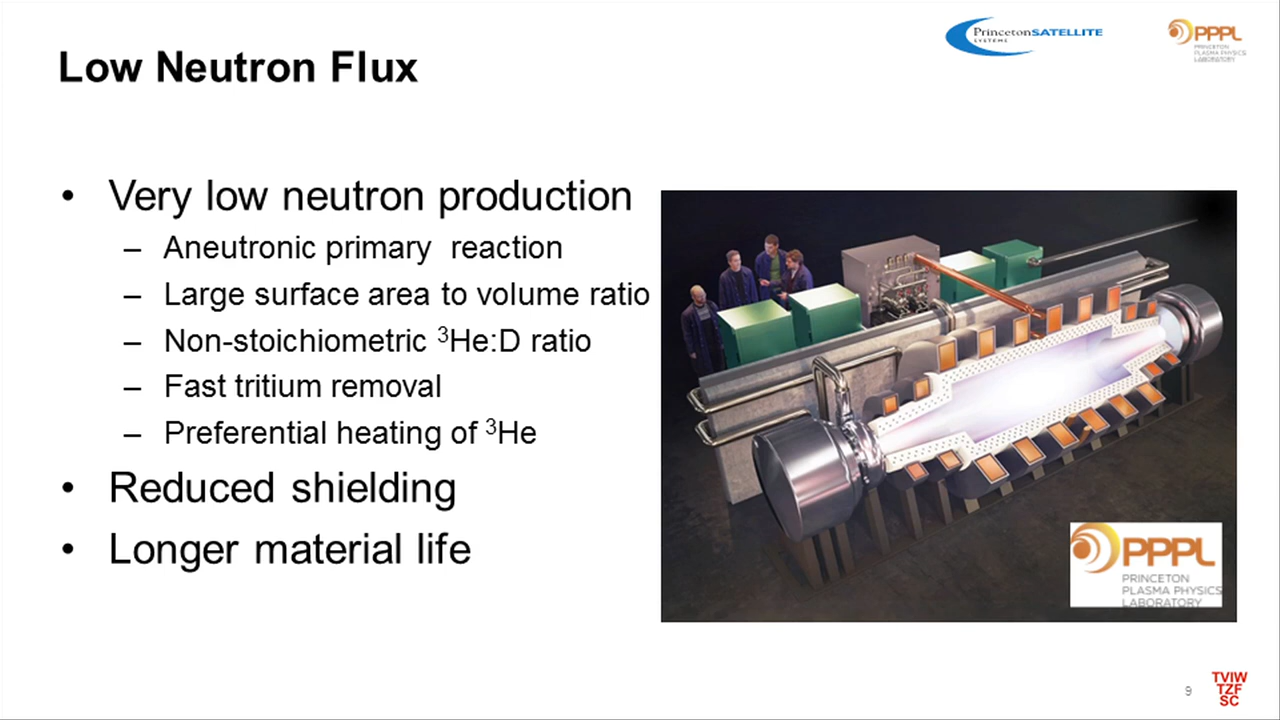 PrincetonSATELLITE
SYSTEMS
PPPL
PRINCETON
PLASMA PHYSICS
LABORATORY
Low Neutron Flux
• Very low neutron production
– Aneutronic primary reaction
– Large surface area to volume ratio
– Non-stoichiometric ³He:D ratio
– Fast tritium removal
– Preferential heating of ³He
• Reduced shielding
• Longer material life
PPPL
PRINCETON
PLASMA PHYSICS
LABORATORY
9
TVIW
TZF
SC